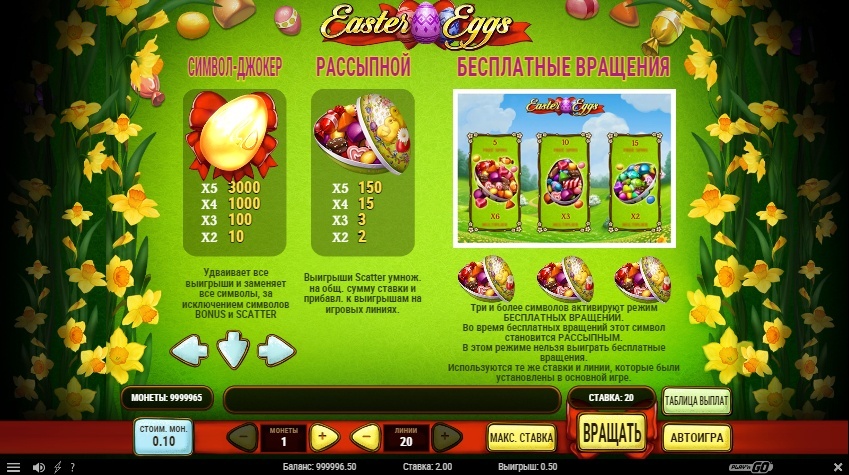 Easter Eggs
СИМВОЛ-ДЖОКЕР
РАССЫПНОЙ
БЕСПЛАТНЫЕ ВРАЩЕНИЯ
X5 3000
X4 1000
X3 100
X2 10
X5 150
X4 15
X3 3
X2 2
Easter Eggs
5
10
15
X6
X3
X2
Удваивает все
выигрыши и заменяет
все символы, за
исключением символов
BONUS и SCATTER
Выигрыши Scatter умнож.
на общ. сумму ставки и
прибавл. к выигрышам на
игровых линиях.
Три и более символов активируют режим
БЕСПЛАТНЫХ ВРАЩЕНИЙ.
Во время бесплатных вращений этот символ
становится РАССЫПНЫМ.
В этом режиме нельзя выиграть бесплатные
вращения.
Используются те же ставки и линии, которые были
установлены в основной игре.
МОНЕТЫ: 9999965
СТАВКА: 20
ТАБЛИЦА ВЫПЛАТ
СТОИМ. МОН.
0.10
МОНЕТЫ
1
ЛИНИИ
20
МАКС. СТАВКА
ВРАЩАТЬ
АВТОИГРА
?
Баланс: 999996.50
Ставка: 2.00
Выигрыш: 0.50
PLAY'N GO